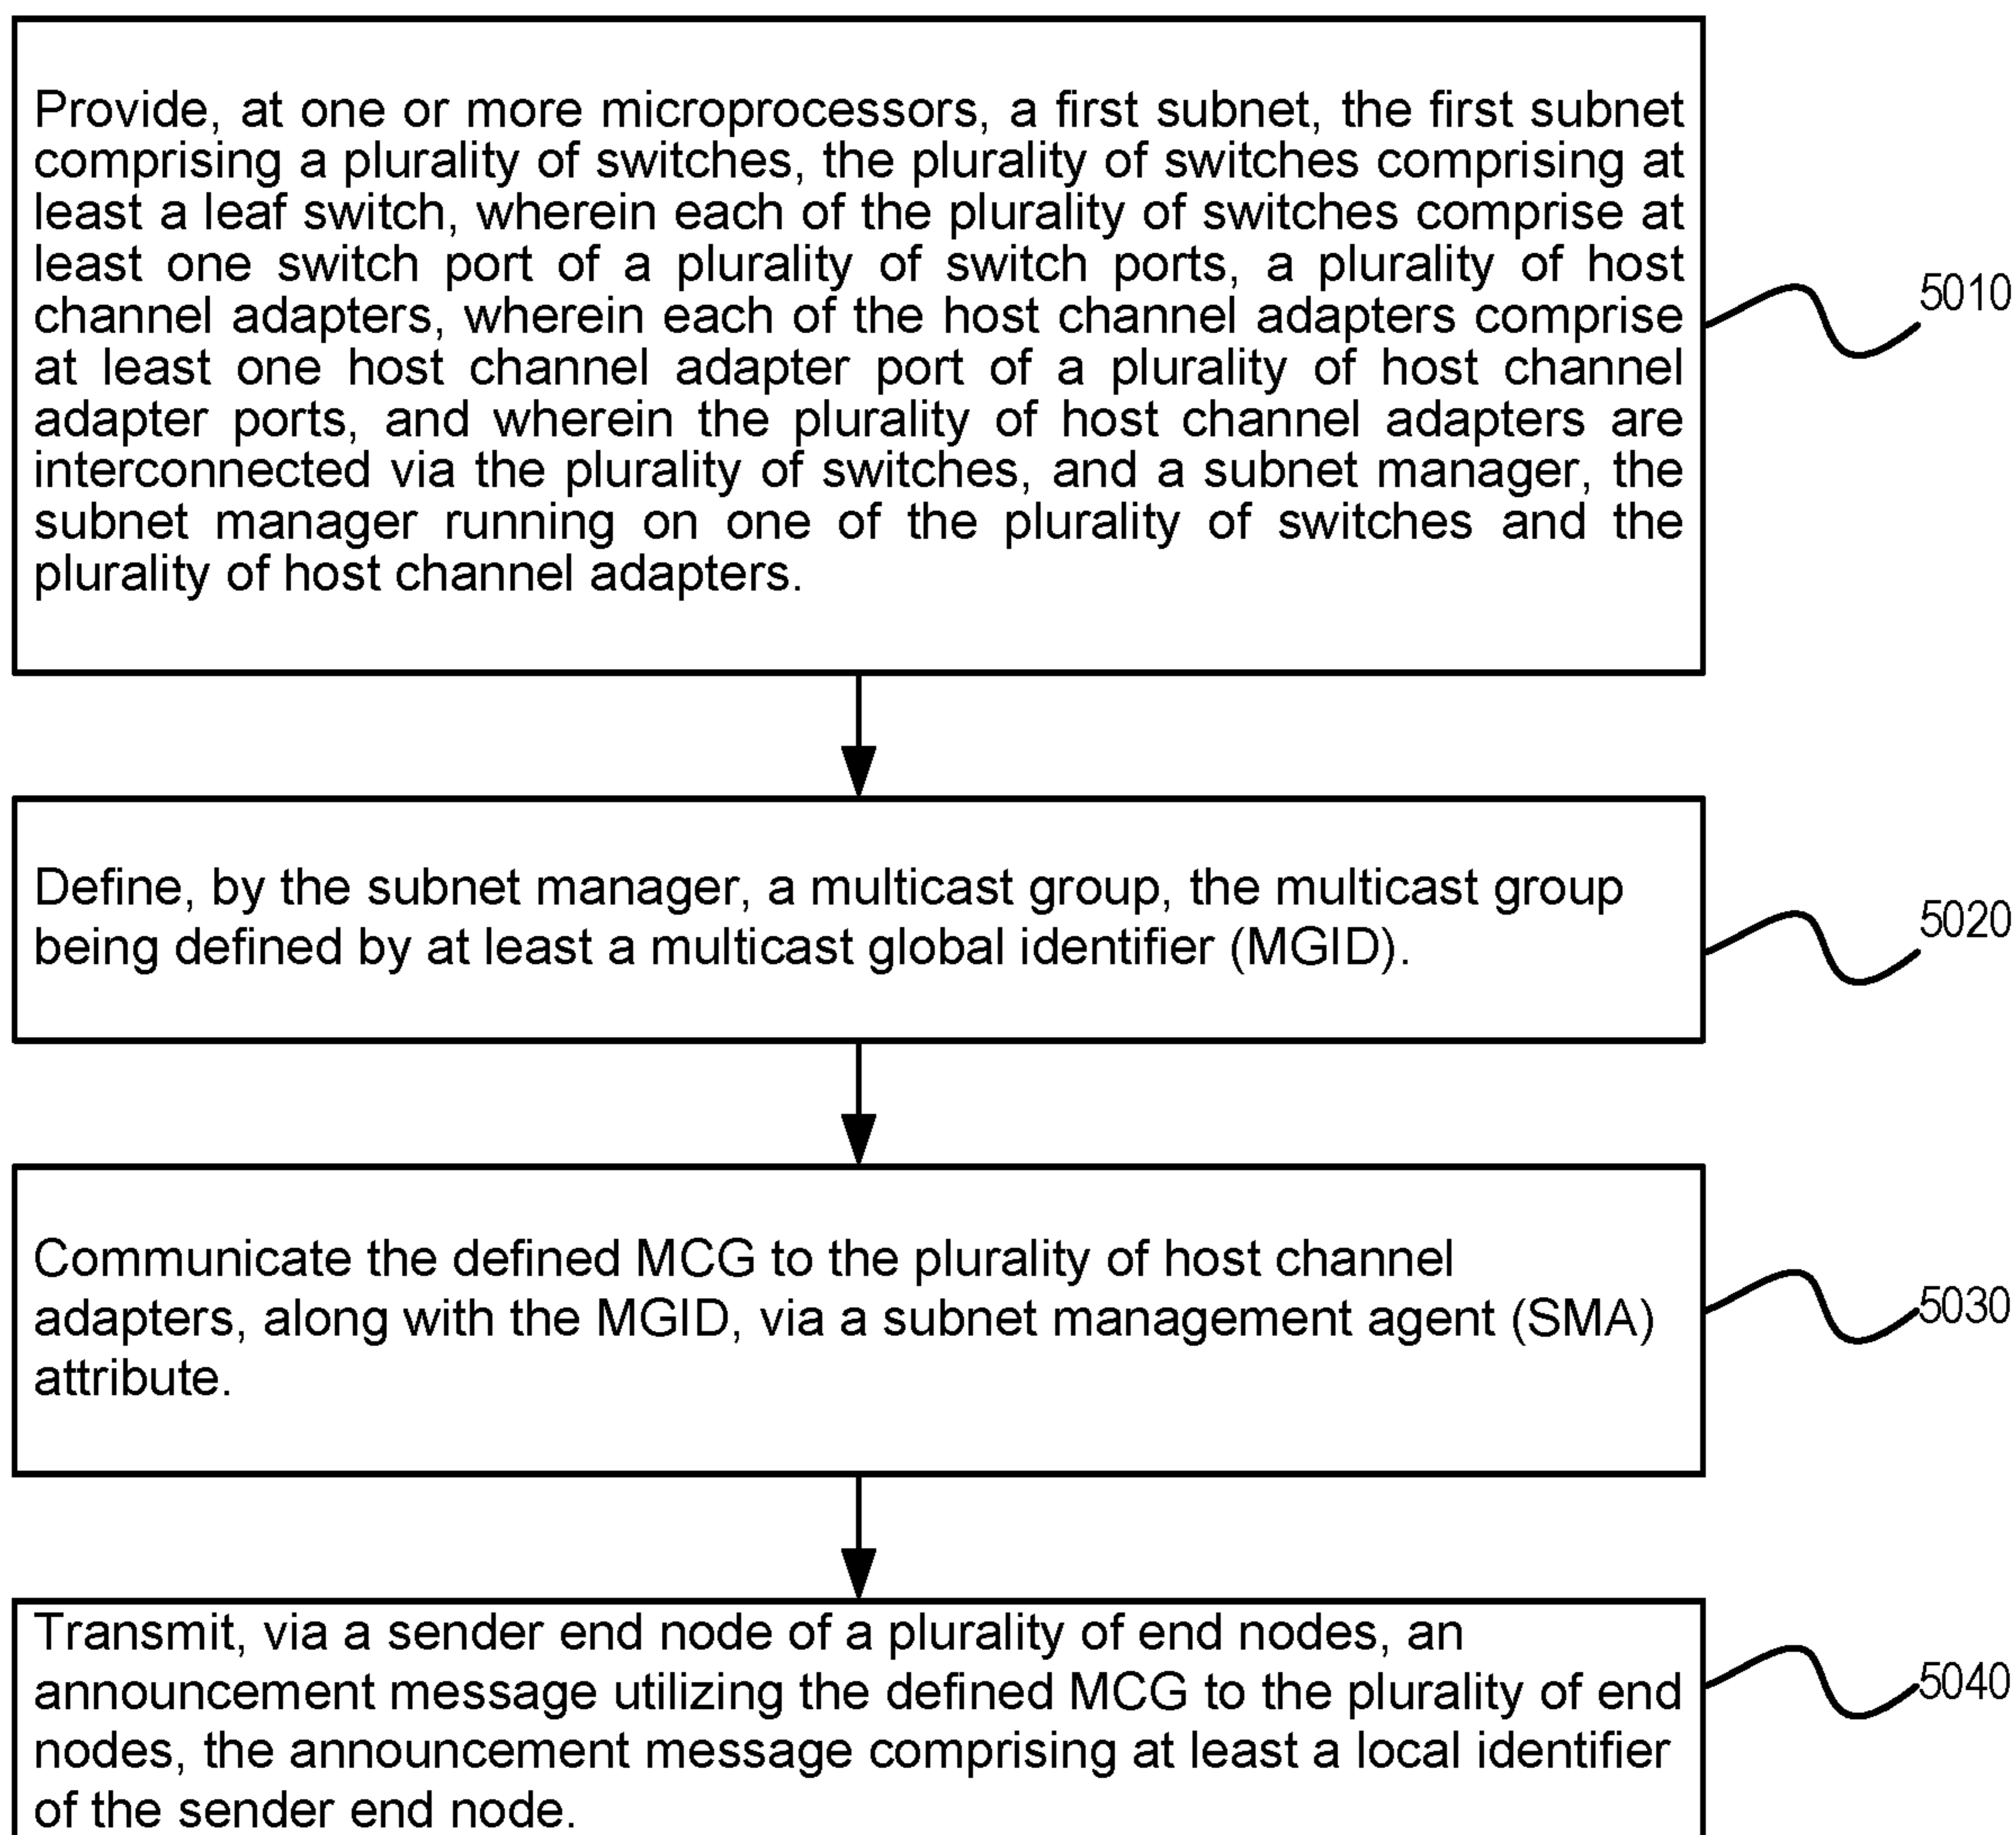 Provide, at one or more microprocessors, a first subnet, the first subnet
comprising a plurality of switches, the plurality of switches comprising at
least a leaf switch, wherein each of the plurality of switches comprise at
least one switch port of a plurality of switch ports, a plurality of host
channel adapters, wherein each of the host channel adapters comprise
at least one host channel adapter port of a plurality of host channel
adapter ports, and wherein the plurality of host channel adapters are
interconnected via the plurality of switches, and a subnet manager, the
subnet manager running on one of the plurality of switches and the
plurality of host channel adapters.
5010
Define, by the subnet manager, a multicast group, the multicast group
being defined by at least a multicast global identifier (MGID).
5020
Communicate the defined MCG to the plurality of host channel
adapters, along with the MGID, via a subnet management agent (SMA)
attribute.
5030
Transmit, via a sender end node of a plurality of end nodes, an
announcement message utilizing the defined MCG to the plurality of end
nodes, the announcement message comprising at least a local identifier
of the sender end node.
5040